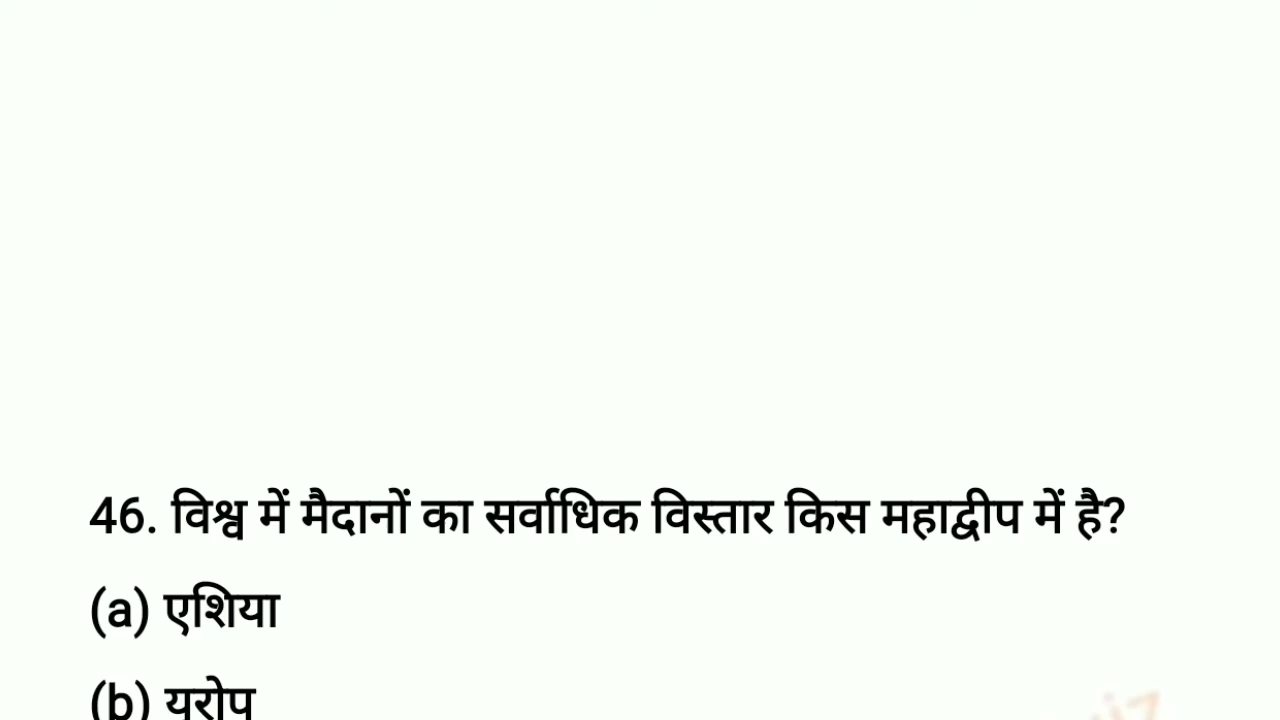 46. विश्व में मैदानों का सर्वाधिक विस्तार किस महाद्वीप में है?
(a) एशिया
(b) यूरोप